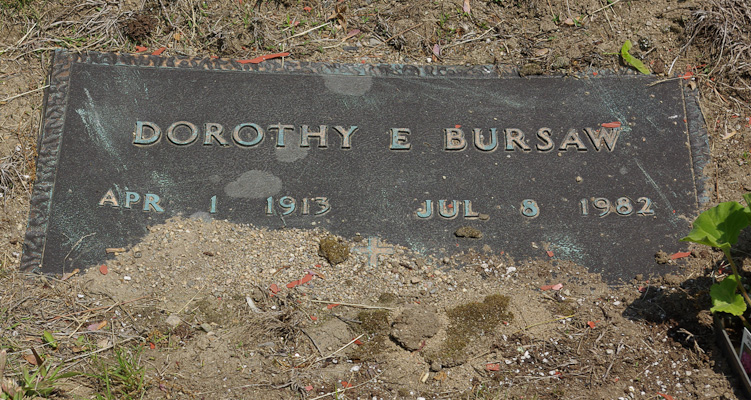 DOROTHY E BURSAW
APR 1 1913 JUL 8 1982